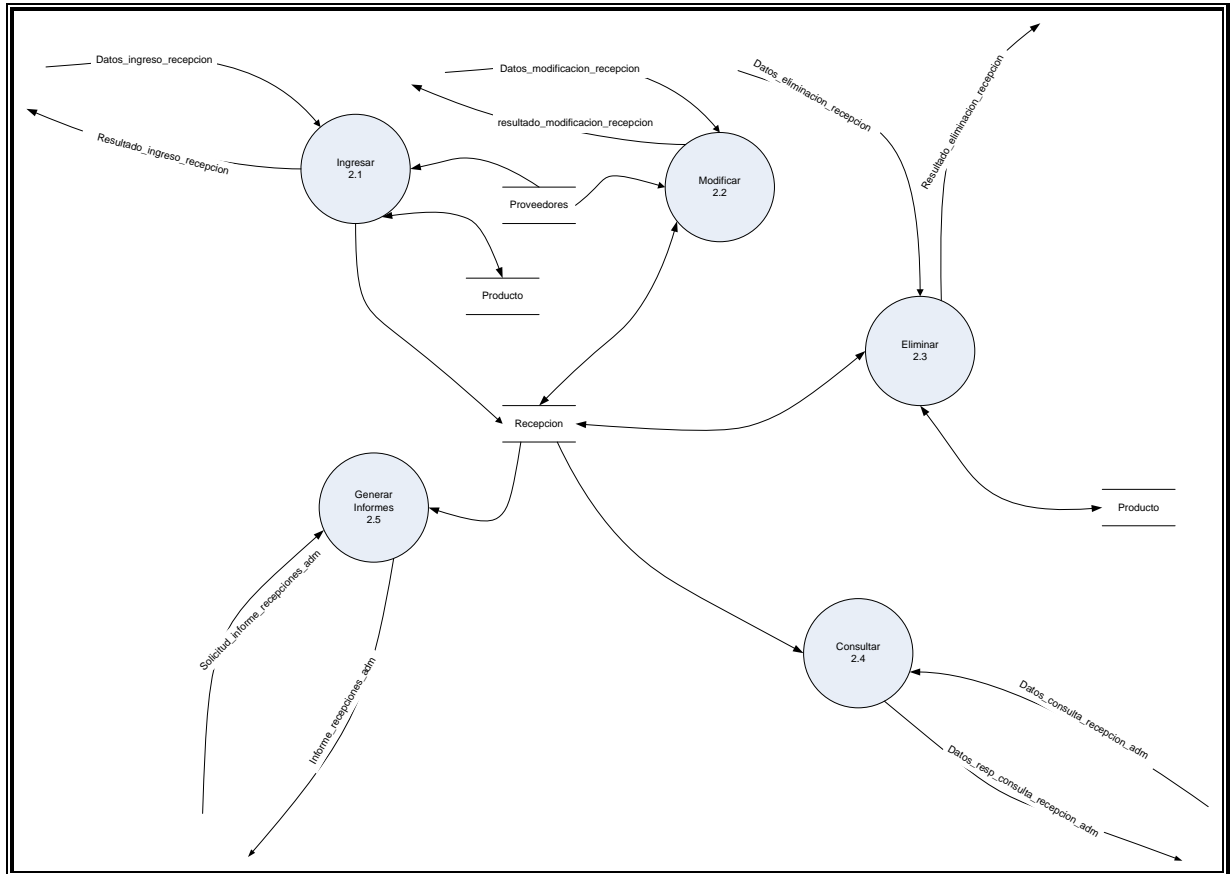 Datos_ingreso_recepcion
Datos_modificacion_recepcion
Datos_eliminacion_recepcion
Resultado_eliminacion_recepcion
resultado_modificacion_recepcion
Resultado_ingreso_recepcion
Ingresar
2.1
Modificar
2.2
Proveedores
Producto
Eliminar
2.3
Recepcion
Generar
Informes
2.5
Producto
Solicitud_informe_recepciones_adm
Informe_recepciones_adm
Consultar
2.4
Datos_consulta_recepcion_adm
Datos_resp_consulta_recepcion_adm